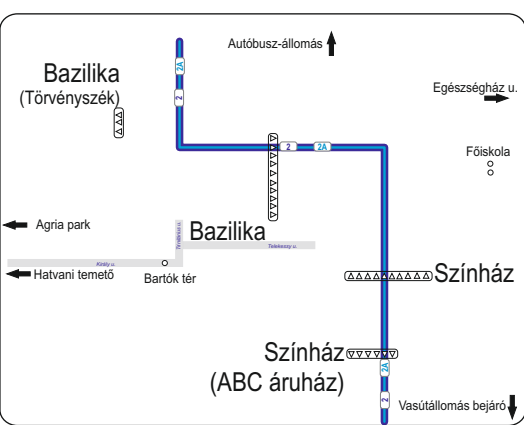 Autóbusz-állomás
Bazilika
(Törvényszék)
2A
2
Egészségház u.
2
2A
Főiskola
Agria park
Bazilika
Telekessy u.
Király u.
Hatvani temető
Bartók tér
Színház
Színház
(ABC áruház)
2A
2
Vasútállomás bejáró